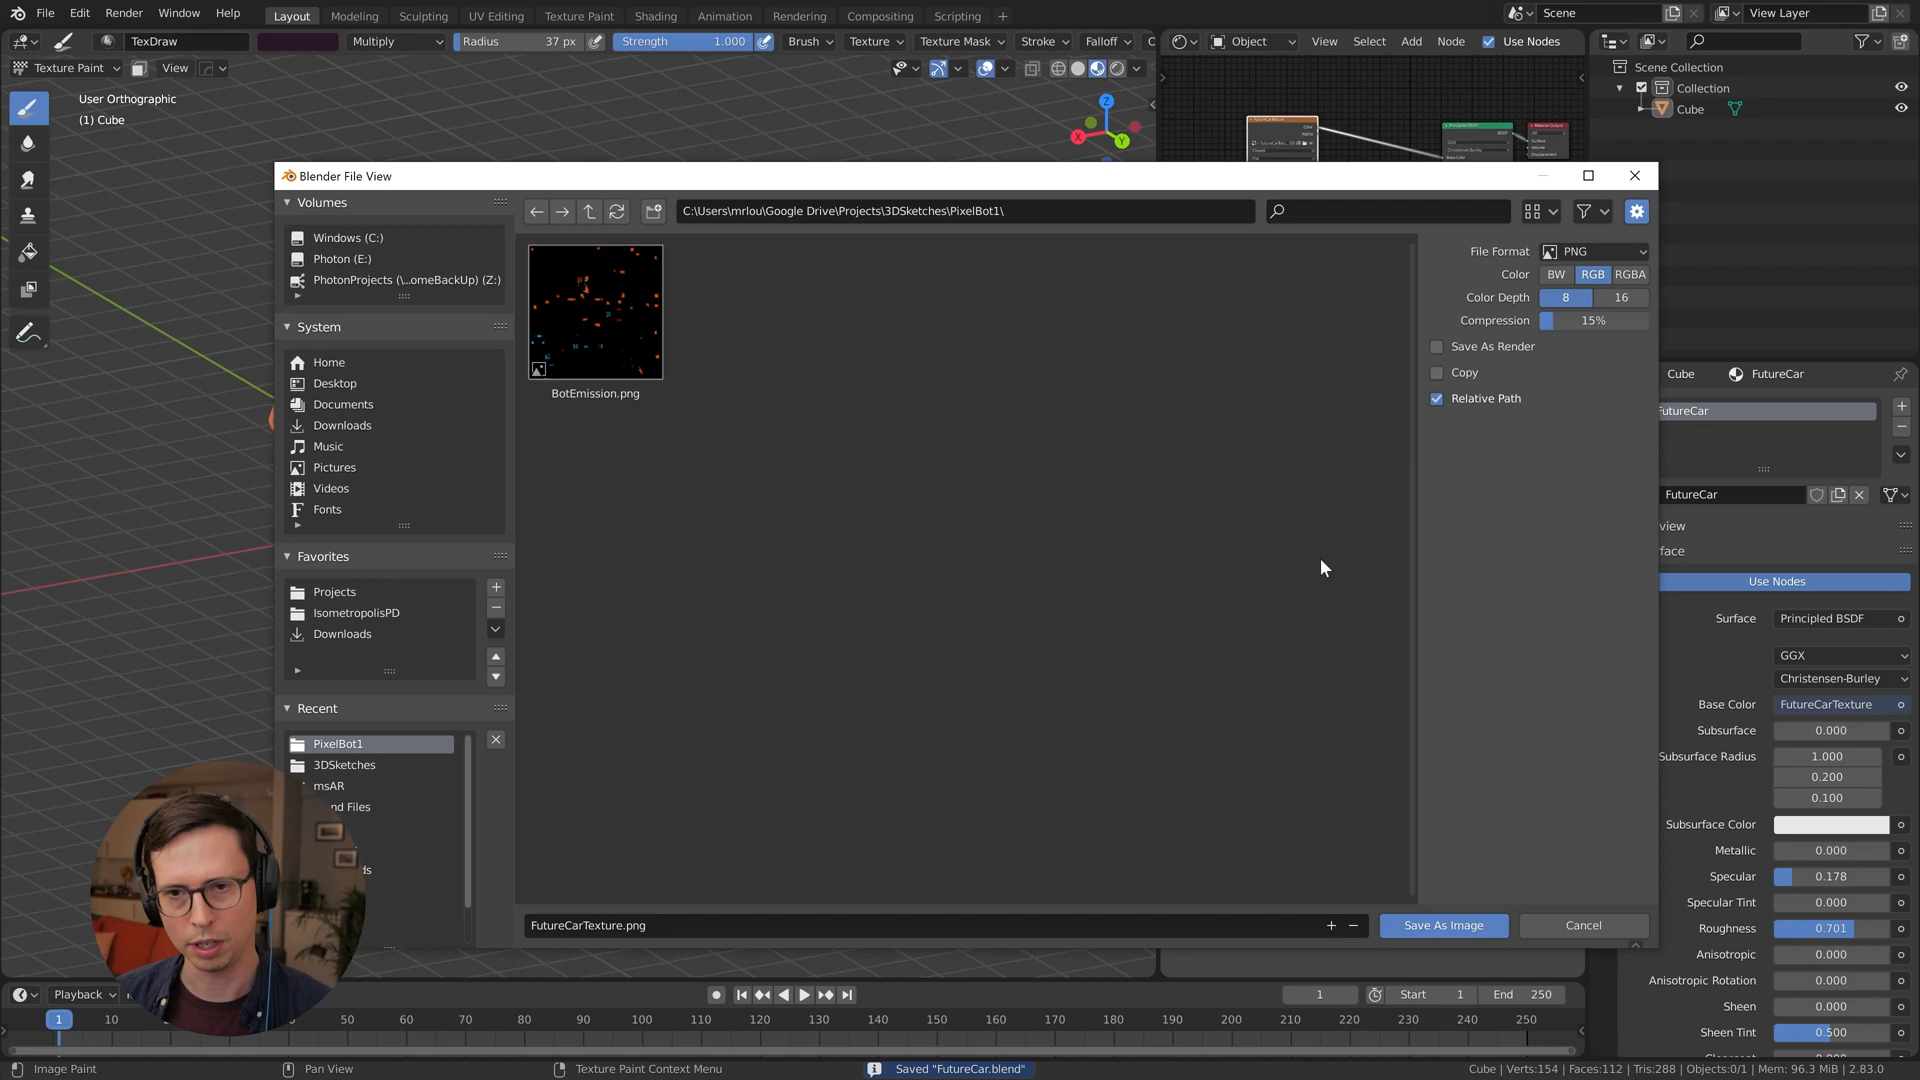 File Edit Render Window Help Layout Modeling Sculpting UV Editing Texture Paint Shading Animation Rendering Compositing Scripting + Scene View Layer
TexDraw Multiply Radius 37 px Strength 1.000 Brush Texture Texture Mask Stroke Falloff C Object View Select Add Node Use Nodes
Texture Paint View
Scene Collection
Collection
Cube
User Orthographic
(1) Cube
X
Y
Z
Blender File View
Volumes
Windows (C:)
Photon (E:)
PhotonProjects (\...omeBackUp) (Z:)
System
Home
Desktop
Documents
Downloads
Music
Pictures
Videos
Fonts
Favorites
Projects
IsometropolisPD
Downloads
Recent
PixelBot1
3DSketches
msAR
nd Files
ds
C:\Users\mrlou\Google Drive\Projects\3DSketches\PixelBot1\
BotEmission.png
File Format PNG
Color BW RGB RGBA
Color Depth 8 16
Compression 15%
Save As Render
Copy
Relative Path
FutureCarTexture.png
Save As Image Cancel
Cube FutureCar
FutureCar
FutureCar
view
face
Use Nodes
Surface Principled BSDF
GGX
Christensen-Burley
Base Color FutureCarTexture
Subsurface 0.000
Subsurface Radius 1.000
0.200
0.100
Subsurface Color
Metallic 0.000
Specular 0.178
Specular Tint 0.000
Roughness 0.701
Anisotropic 0.000
Anisotropic Rotation 0.000
Sheen 0.000
Sheen Tint 0.500
Playback 1 Start 1 End 250
1 10 50 60 70 80 90 100 110 120 130 140 150 160 170 180 190 200 210 220 230 240 250
Image Paint Pan View Texture Paint Context Menu Saved "FutureCar.blend" Cube | Verts:154 | Faces:112 | Tris:288 | Objects:0/1 | Mem: 96.3 MiB | 2.83.0